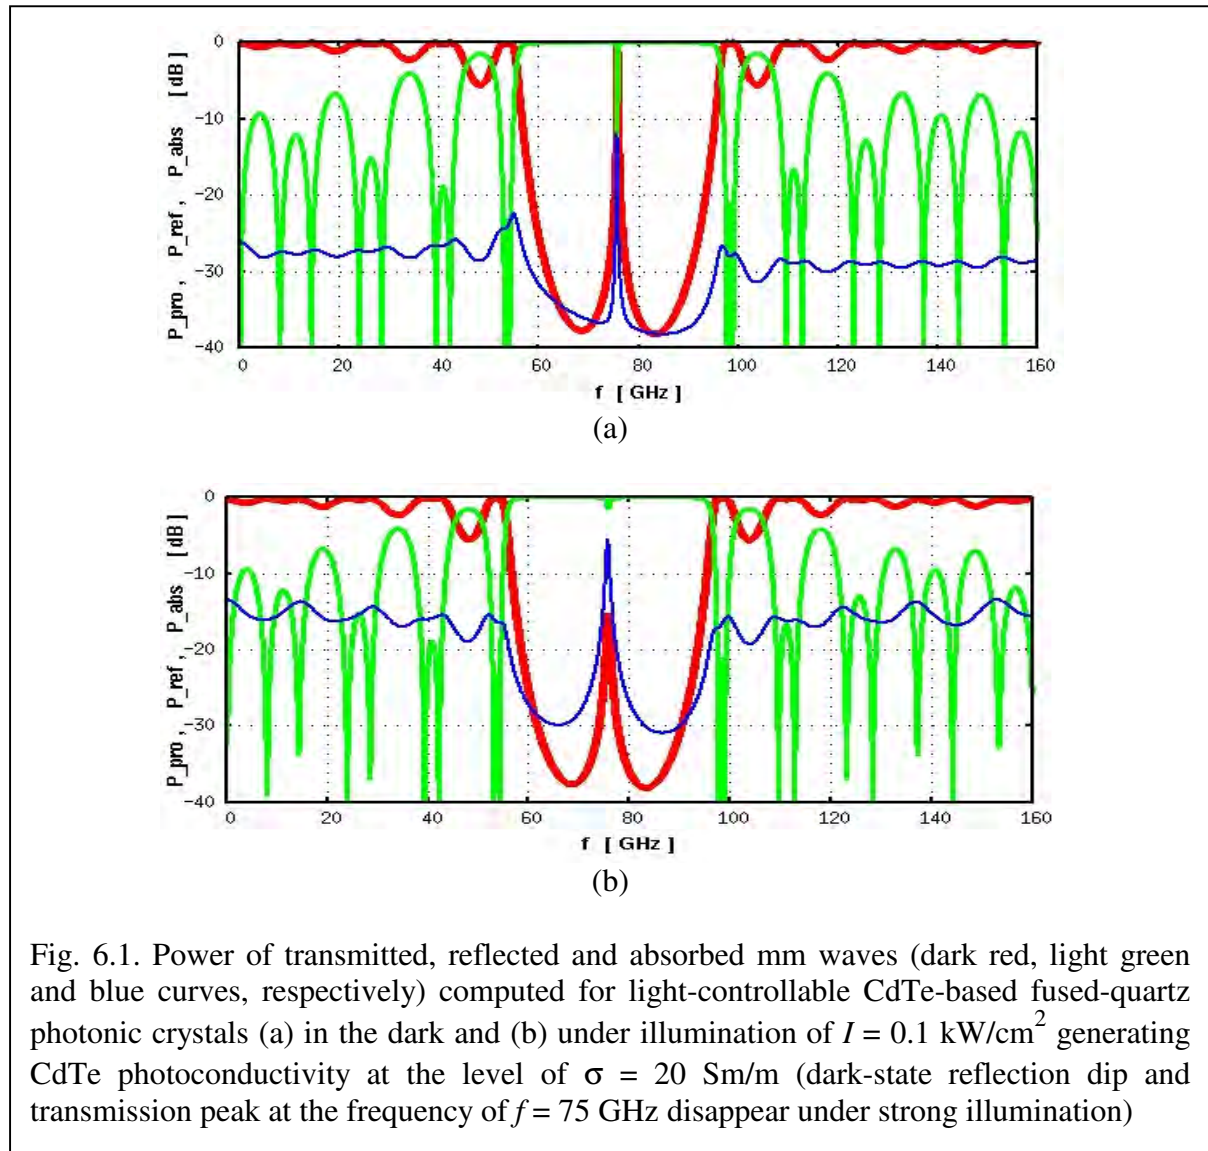 0
-10
-20
-30
-40
P_pro , P_ref , P_abs [dB]
0 20 40 60 80 100 120 140 160
f [ GHz ]
(a)
0
-10
-20
-30
-40
P_pro , P_ref , P_abs [dB]
0 20 40 60 80 100 120 140 160
f [ GHz ]
(b)
Fig. 6.1. Power of transmitted, reflected and absorbed mm waves (dark red, light green
and blue curves, respectively) computed for light-controllable CdTe-based fused-quartz
photonic crystals (a) in the dark and (b) under illumination of I = 0.1 kW/cm² generating
CdTe photoconductivity at the level of σ = 20 Sm/m (dark-state reflection dip and
transmission peak at the frequency of f = 75 GHz disappear under strong illumination)